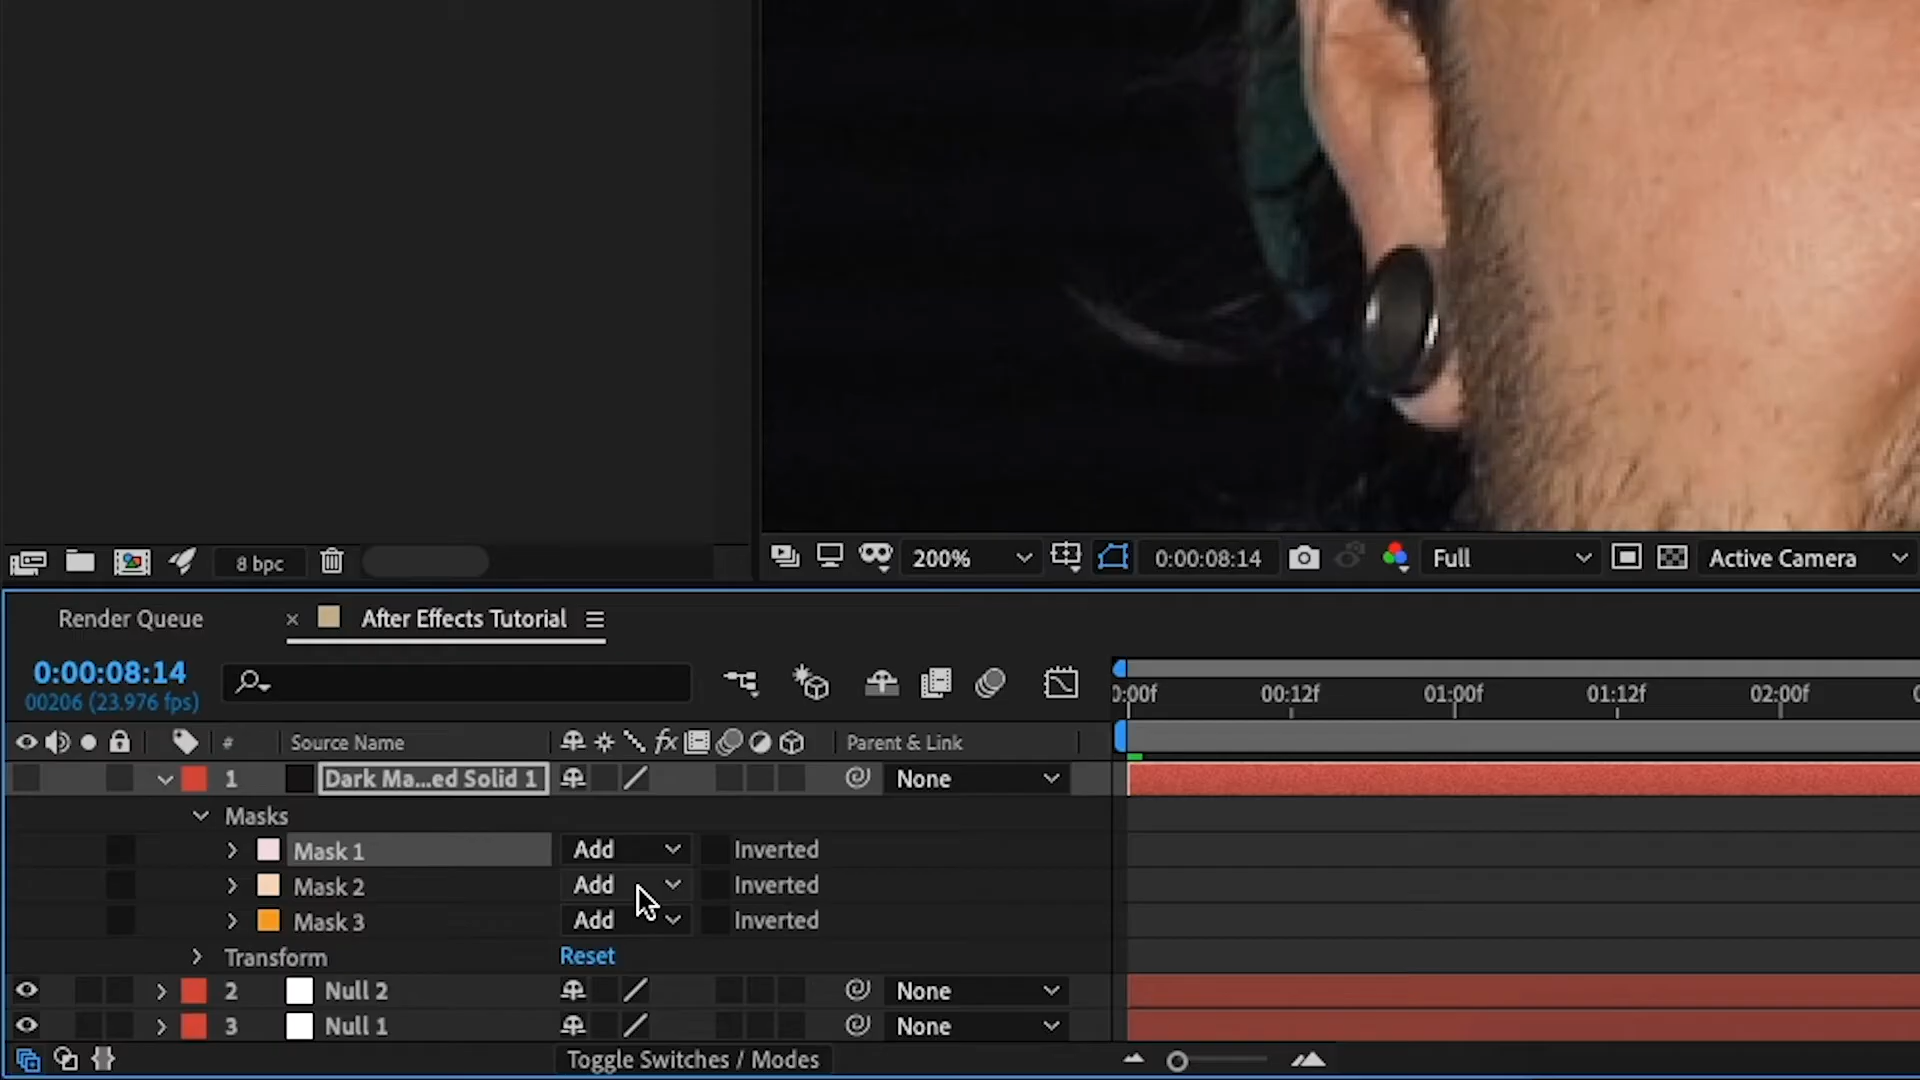 8 bpc
200%
0:00:08:14
Full
Active Camera
Render Queue
× After Effects Tutorial
0:00:08:14
00206 (23.976 fps)
0:00f 00:12f 01:00f 01:12f 02:00f
# Source Name fx Parent & Link
1 Dark Ma...ed Solid 1 None
Masks
Mask 1 Add Inverted
Mask 2 Add Inverted
Mask 3 Add Inverted
Transform Reset
2 Null 2 None
3 Null 1 None
Toggle Switches / Modes